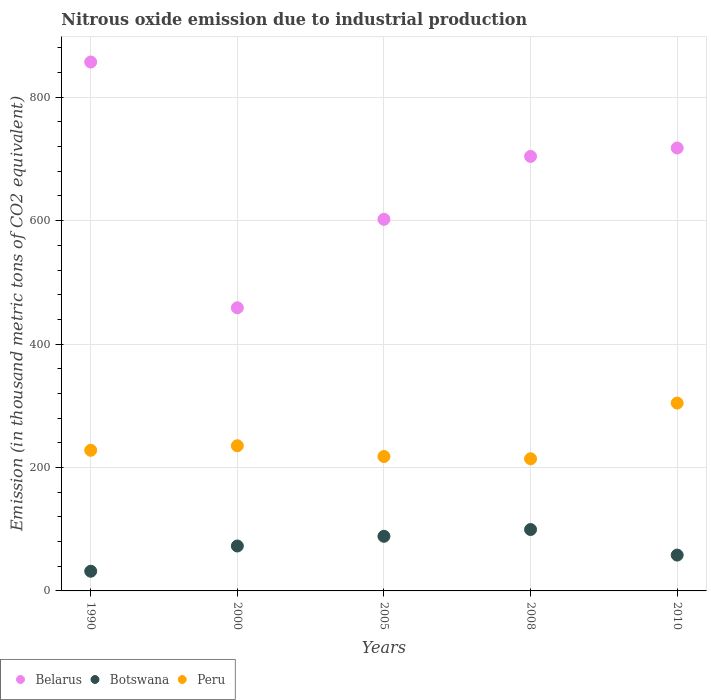 Nitrous oxide emission due to industrial production
Emission (in thousand metric tons of CO2 equivalent)
800
600
400
200
0
1990
2000
2005
2008
2010
Years
Belarus
Botswana
Peru